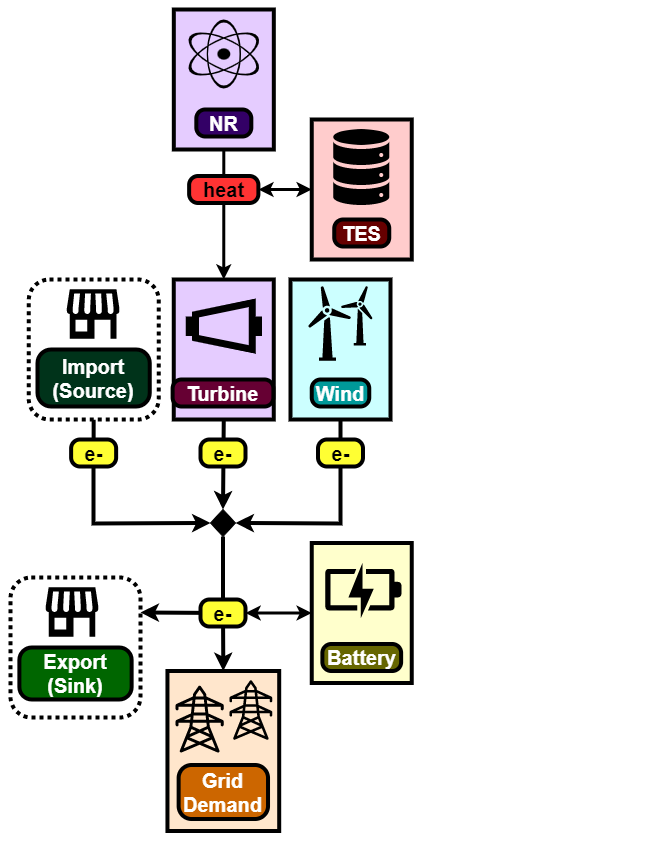 NR
heat
TES
Import
(Source)
Turbine
Wind
e-
e-
e-
e-
Battery
Export
(Sink)
Grid
Demand